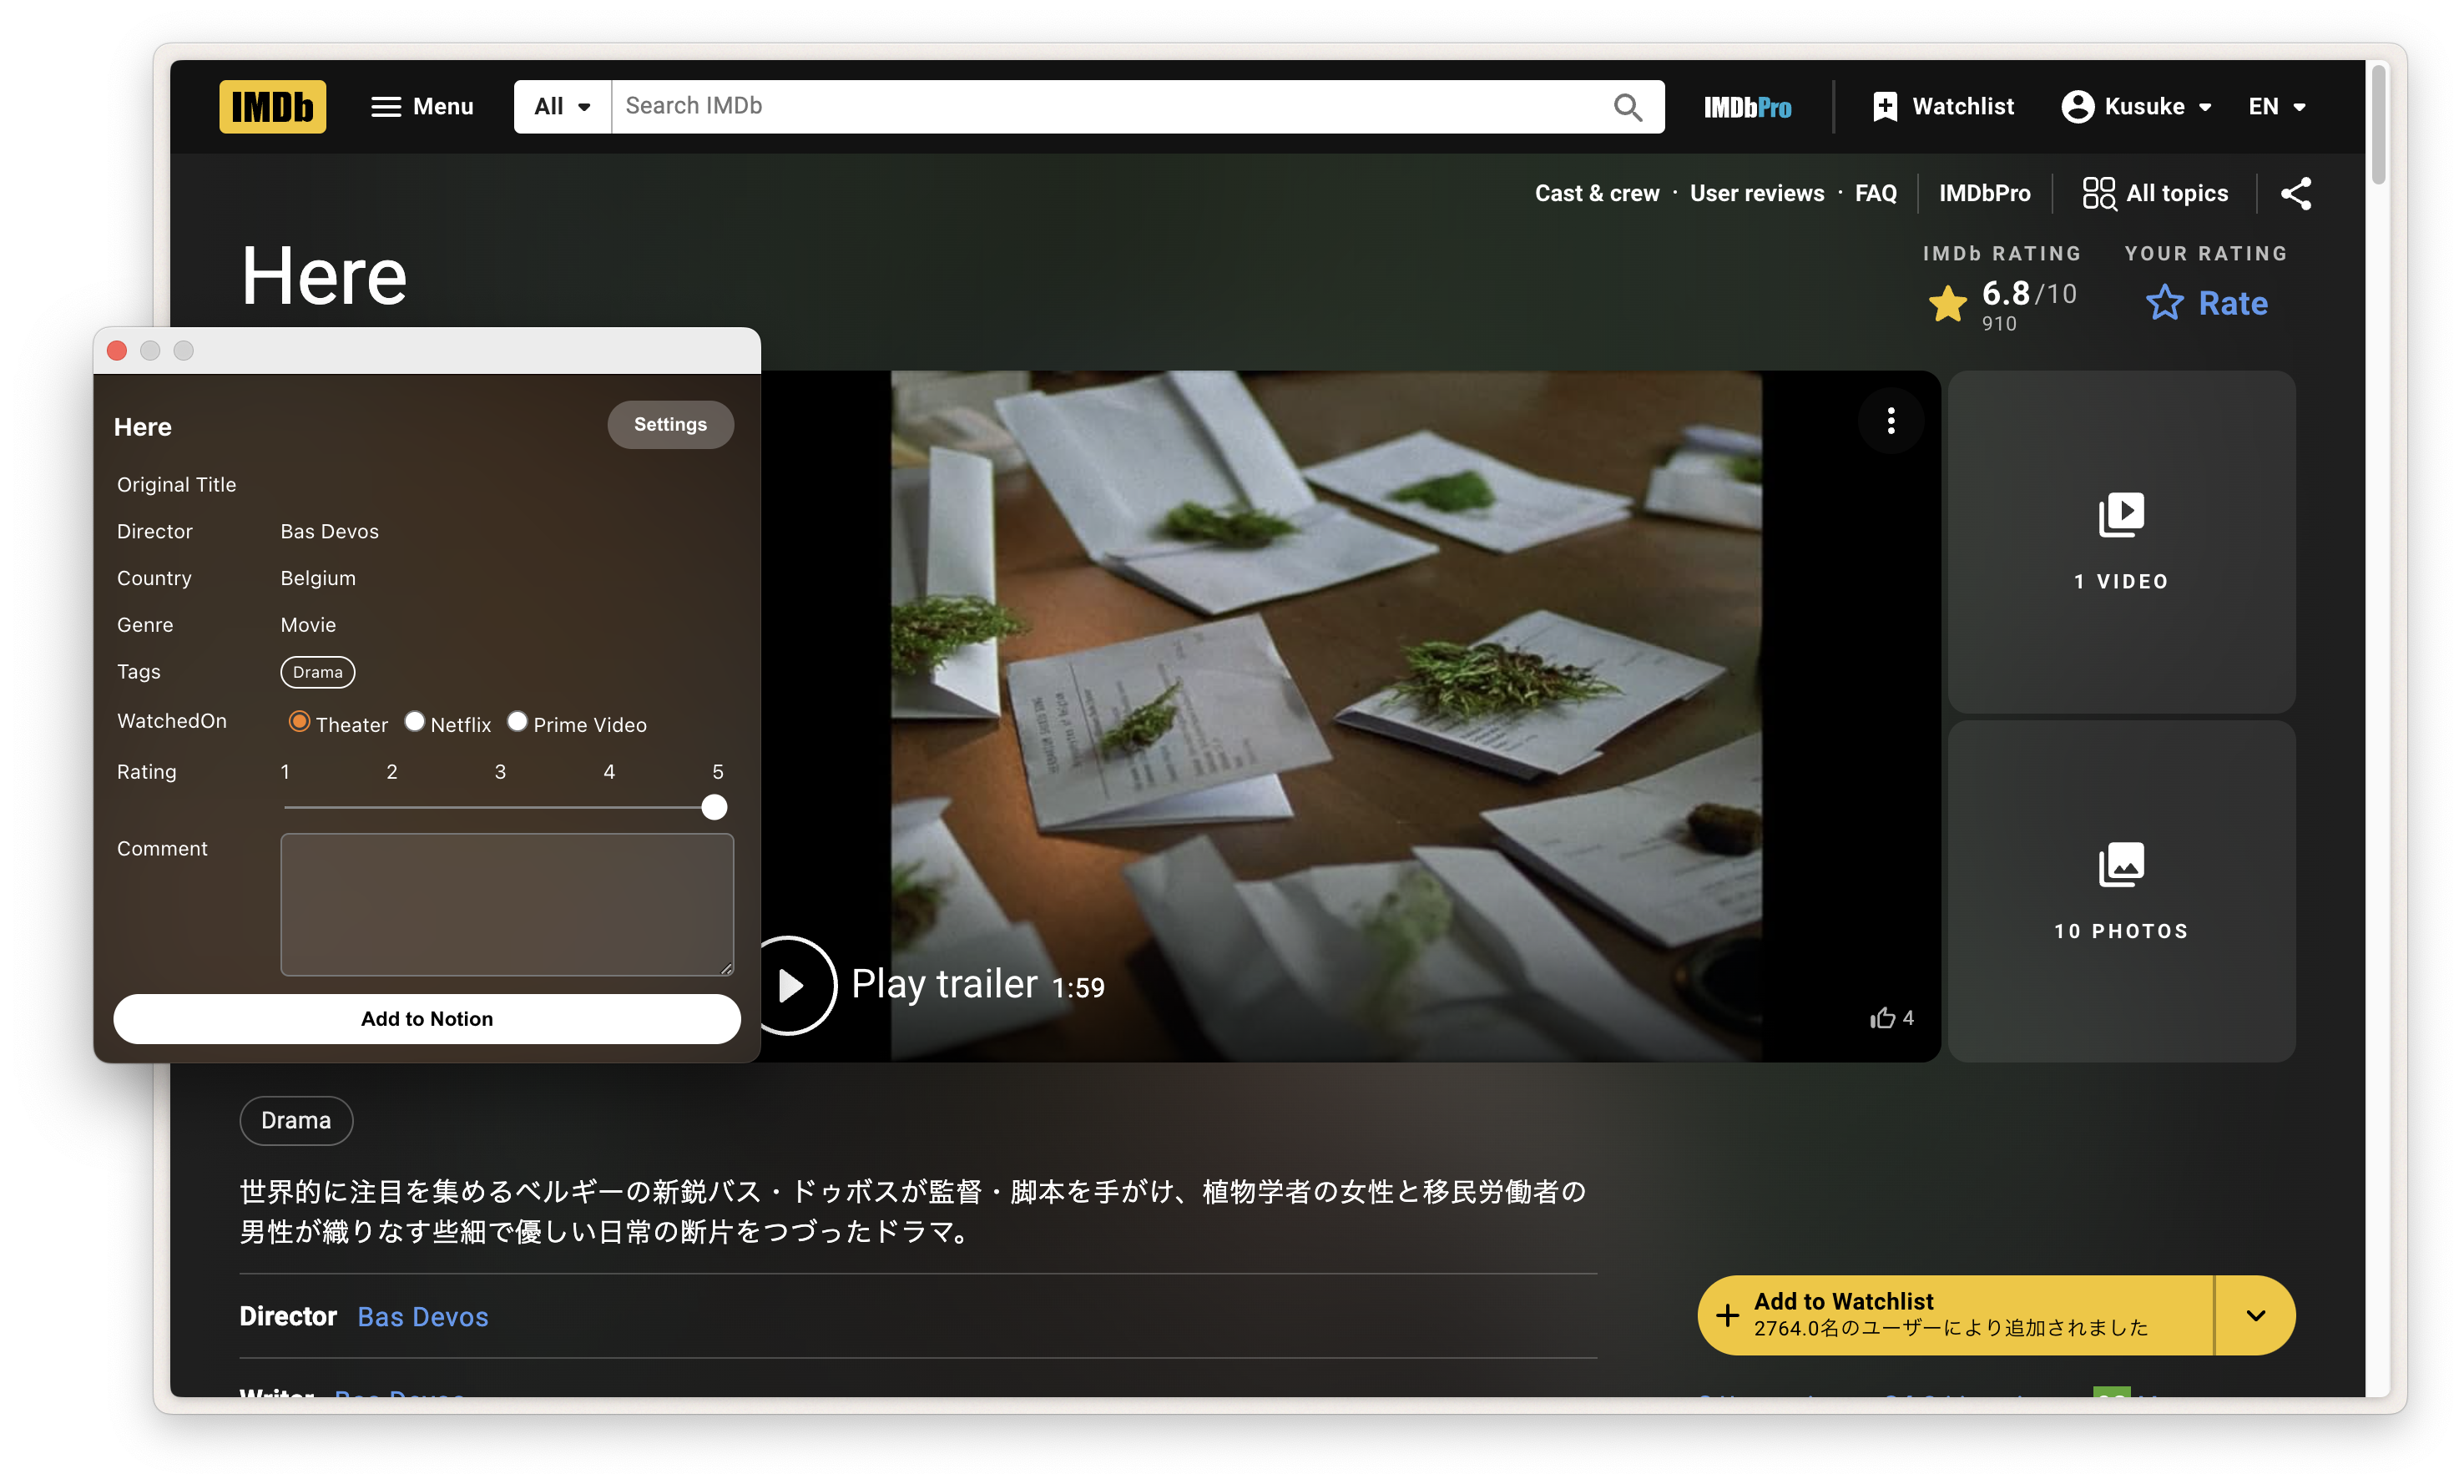 IMDb
Menu
All
Search IMDb
IMDbPro
Watchlist
Kusuke
EN
Cast & crew · User reviews · FAQ
IMDbPro
All topics
Here
IMDb RATING
6.8/10
910
YOUR RATING
Rate
Here
Settings
Original Title
Director Bas Devos
Country Belgium
Genre Movie
Tags Drama
WatchedOn Theater Netflix Prime Video
Rating 1 2 3 4 5
Comment
Add to Notion
Play trailer 1:59
4
1 VIDEO
10 PHOTOS
Drama
世界的に注目を集めるベルギーの新鋭バス・ドゥボスが監督・脚本を手がけ、植物学者の女性と移民労働者の
男性が織りなす些細で優しい日常の断片をつづったドラマ。
Director Bas Devos
Add to Watchlist
2764.0名のユーザーにより追加されました
Writer Bas Devos